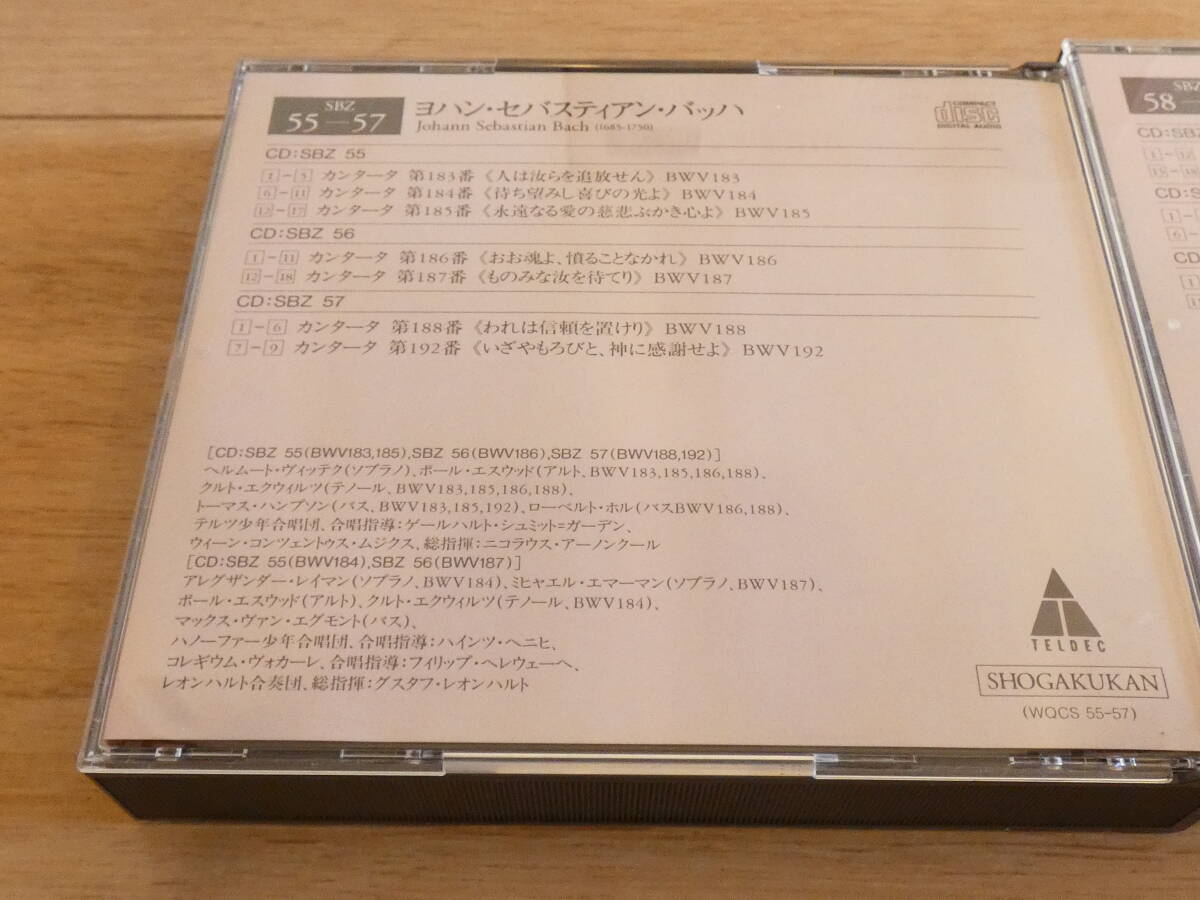 SBZ
55—57
ヨハン・セバスティアン・バッハ
Johann Sebastian Bach (1685-1750)
COMPACT
disc
DIGITAL AUDIO
CD:SBZ 55
1-5 カンタータ 第183番《人は汝らを追放せん》BWV183
6-11 カンタータ 第184番《待ち望みし喜びの光よ》BWV184
12-17 カンタータ 第185番《永遠なる愛の慈悲ぶかき心よ》BWV185
CD:SBZ 56
1-11 カンタータ 第186番《おお魂よ、憤ることなかれ》BWV186
12-18 カンタータ 第187番《ものみな汝を待てり》BWV187
CD:SBZ 57
1-6 カンタータ 第188番《われは信頼を置けり》BWV188
7-9 カンタータ 第192番《いざやもろびと、神に感謝せよ》BWV192
[CD:SBZ 55(BWV183,185),SBZ 56(BWV186),SBZ 57(BWV188,192)]
ヘルムート・ヴィッテク(ソプラノ)、ポール・エスウッド(アルト、BWV183,185,186,188)、
クルト・エクウィルツ(テノール、BWV183,185,186,188)、
トーマス・ハンプソン(バス、BWV183,185,192)、ローベルト・ホル(バスBWV186,188)、
テルツ少年合唱団、合唱指導:ゲールハルト・シュミット=ガーデン、
ウィーン・コンツェントゥス・ムジクス、総指揮:ニコラウス・アーノンクール
[CD:SBZ 55(BWV184),SBZ 56(BWV187)]
アレグザンダー・レイマン(ソプラノ、BWV184)、ミヒャエル・エマーマン(ソプラノ、BWV187)、
ポール・エスウッド(アルト)、クルト・エクウィルツ(テノール、BWV184)、
マックス・ヴァン・エグモント(バス)、
ハノーファー少年合唱団、合唱指導:ハインツ・ヘニヒ、
コレギウム・ヴォカーレ、合唱指導:フィリップ・ヘレウェーヘ、
レオンハルト合奏団、総指揮:グスタフ・レオンハルト
TELDEC
SHOGAKUKAN
(WQCS 55-57)
SBZ
58—
CD:SBZ
1-12
15-18
CD:SBZ
1-
6-
CD
1